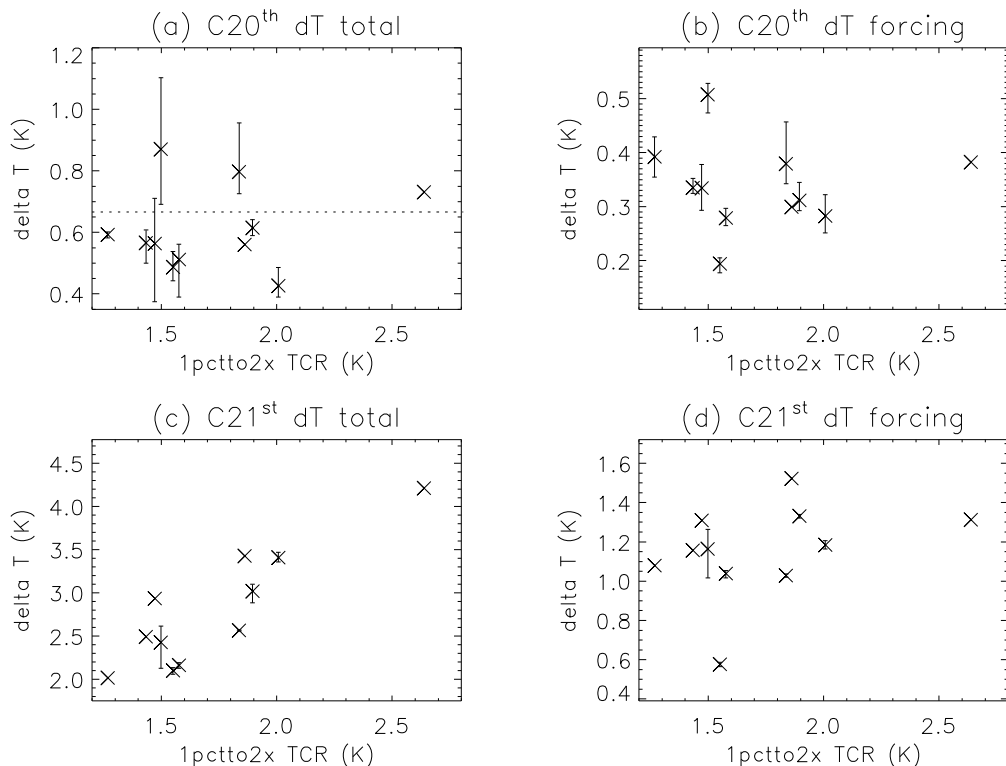 (a) C20th dT total
1.2
1.0
0.8
0.6
0.4
delta T (K)
1.5 2.0 2.5
1pctto2x TCR (K)
(b) C20th dT forcing
0.5
0.4
0.3
0.2
delta T (K)
1.5 2.0 2.5
1pctto2x TCR (K)
(c) C21st dT total
4.5
4.0
3.5
3.0
2.5
2.0
delta T (K)
1.5 2.0 2.5
1pctto2x TCR (K)
(d) C21st dT forcing
1.6
1.4
1.2
1.0
0.8
0.6
0.4
delta T (K)
1.5 2.0 2.5
1pctto2x TCR (K)